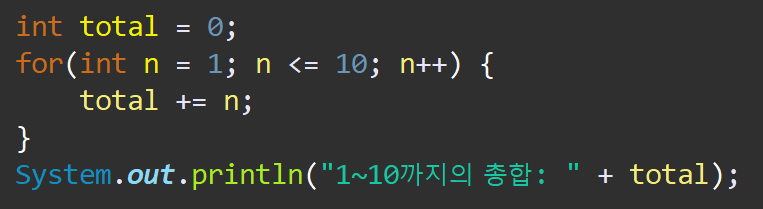 int total = 0;
for(int n = 1; n <= 10; n++) {
    total += n;
}
System.out.println("1~10까지의 총합: " + total);